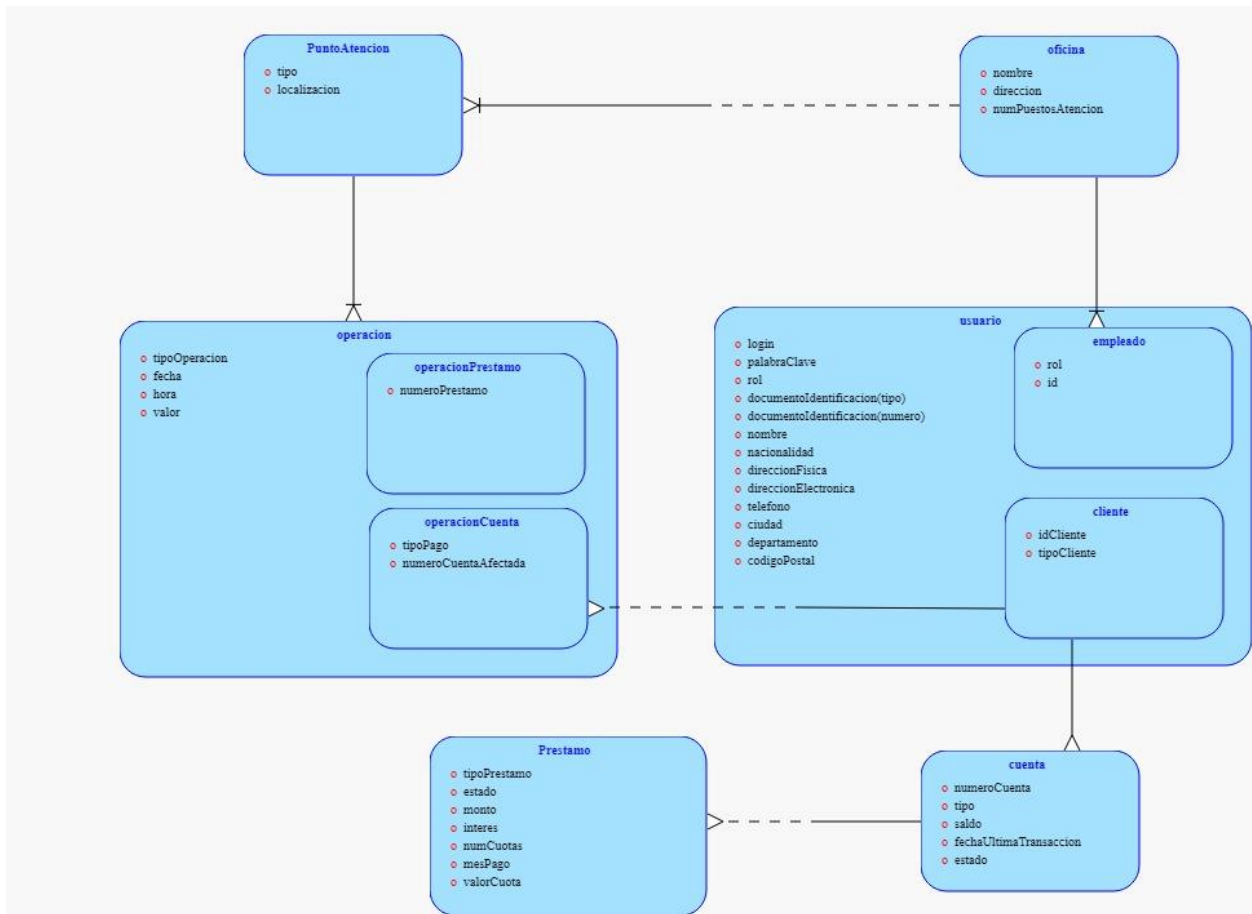 PuntoAtencion
tipo
localizacion
oficina
nombre
direccion
numPuestosAtencion
operacion
tipoOperacion
fecha
hora
valor
operacionPrestamo
numeroPrestamo
operacionCuenta
tipoPago
numeroCuentaAfectada
usuario
login
palabraClave
rol
documentoIdentificacion(tipo)
documentoIdentificacion(numero)
nombre
nacionalidad
direccionFisica
direccionElectronica
telefono
ciudad
departamento
codigoPostal
empleado
rol
id
cliente
idCliente
tipoCliente
Prestamo
tipoPrestamo
estado
monto
interes
numCuotas
mesPago
valorCuota
cuenta
numeroCuenta
tipo
saldo
fechaUltimaTransaccion
estado